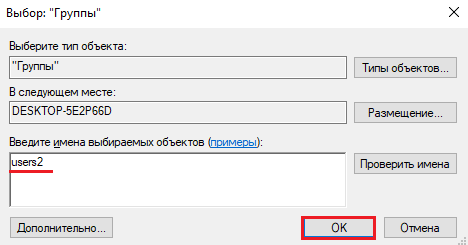 Выбор: "Группы"
Выберите тип объекта:
"Группы"
Типы объектов...
В следующем месте:
DESKTOP-5E2P66D
Размещение...
Введите имена выбираемых объектов (примеры):
users2
Проверить имена
Дополнительно...
OK
Отмена